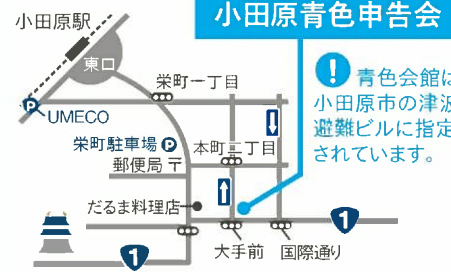 小田原青色申告会
小田原駅
東口
栄町一丁目
P
UMECO
栄町駐車場 P
郵便局 〒
本町二丁目
だるま料理店
大手前
国際通り
1
1
! 青色会館は
小田原市の津波
避難ビルに指定
されています。